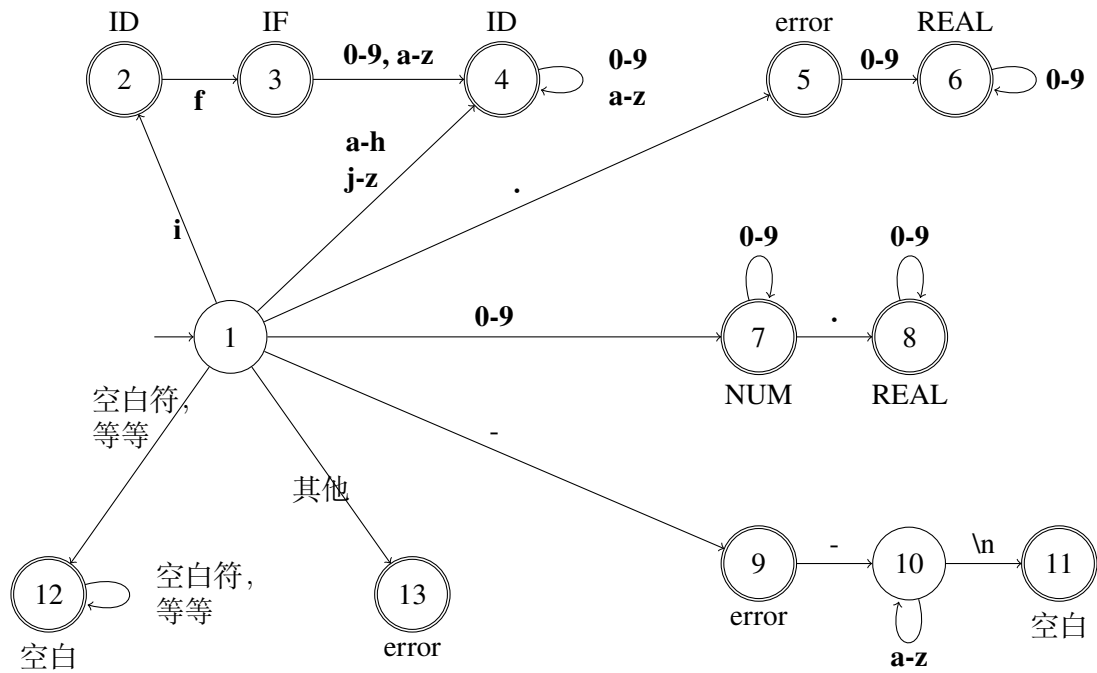 ID
IF
ID
error
REAL
2
f
3
0-9, a-z
4
0-9
a-z
5
0-9
6
0-9
a-h
j-z
.
i
0-9
0-9
1
0-9
7
.
8
NUM
REAL
空白符，
等等
-
其他
12
空白符，
等等
13
9
-
10
\n
11
空白
error
error
空白
a-z